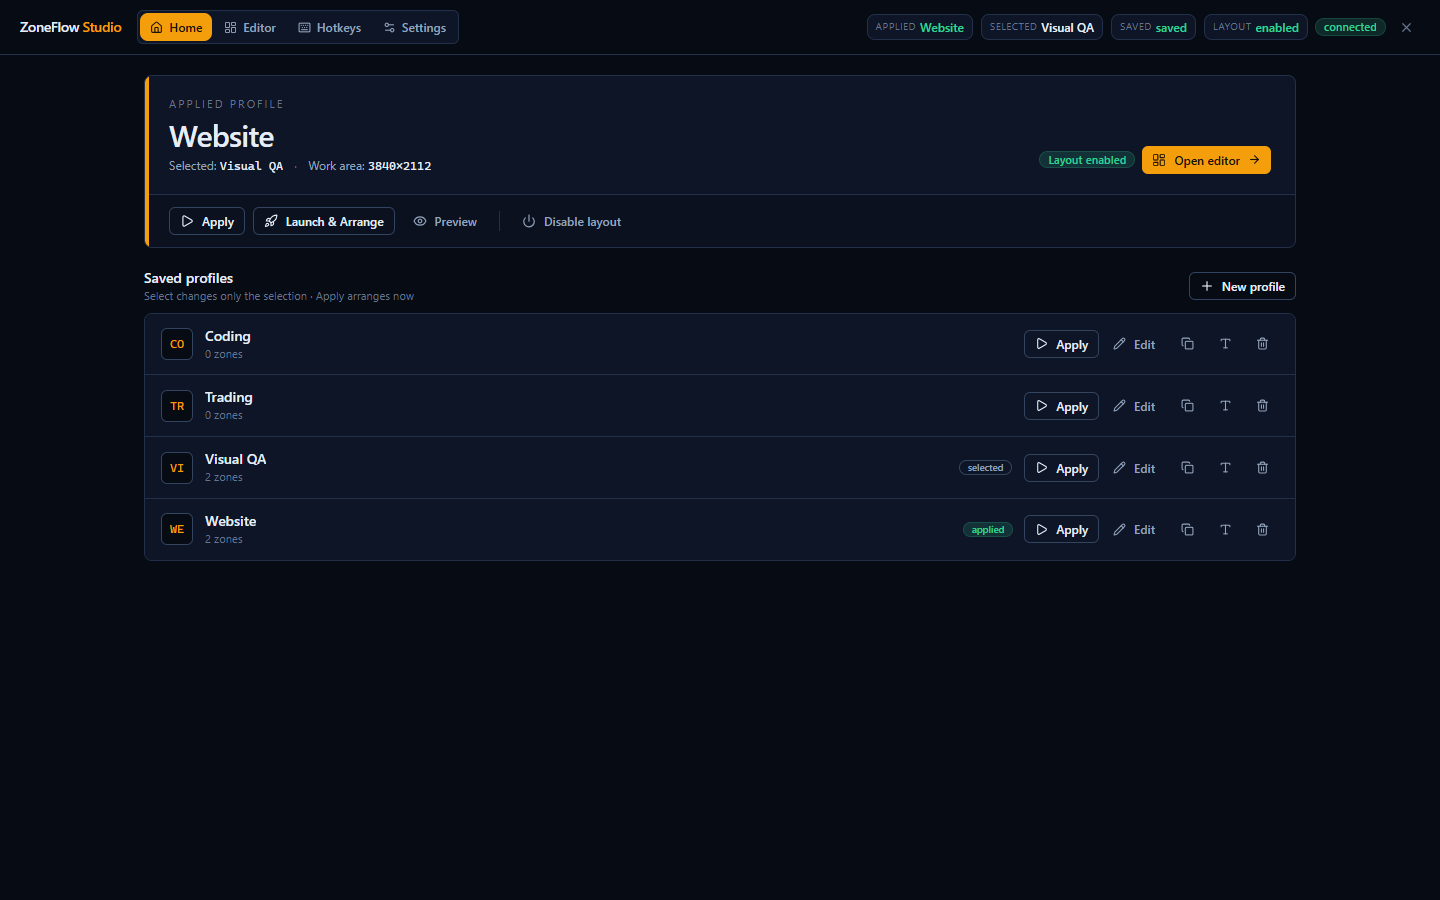 ZoneFlow Studio Home Editor Hotkeys Settings APPLIED Website SELECTED Visual QA SAVED saved LAYOUT enabled connected
APPLIED PROFILE
Website
Selected: Visual QA · Work area: 3840×2112
Layout enabled Open editor
Apply Launch & Arrange Preview Disable layout
Saved profiles
Select changes only the selection · Apply arranges now
New profile
CO Coding
0 zones
Apply Edit
TR Trading
0 zones
Apply Edit
VI Visual QA
2 zones
selected Apply Edit
WE Website
2 zones
applied Apply Edit